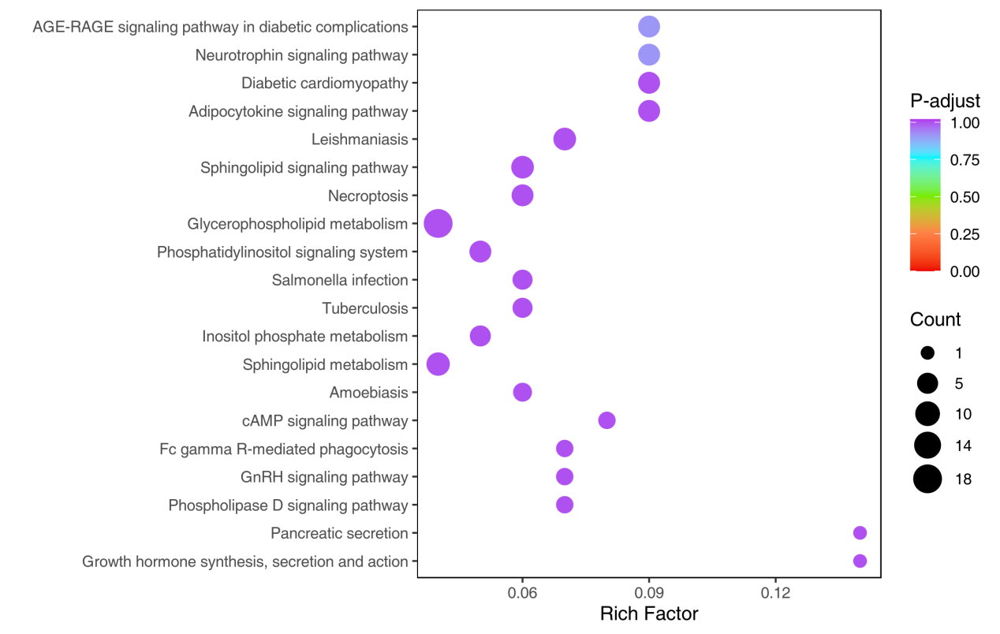 AGE-RAGE signaling pathway in diabetic complications
Neurotrophin signaling pathway
Diabetic cardiomyopathy
Adipocytokine signaling pathway
Leishmaniasis
Sphingolipid signaling pathway
Necroptosis
Glycerophospholipid metabolism
Phosphatidylinositol signaling system
Salmonella infection
Tuberculosis
Inositol phosphate metabolism
Sphingolipid metabolism
Amoebiasis
cAMP signaling pathway
Fc gamma R-mediated phagocytosis
GnRH signaling pathway
Phospholipase D signaling pathway
Pancreatic secretion
Growth hormone synthesis, secretion and action
0.06 0.09 0.12
Rich Factor
P-adjust
1.00
0.75
0.50
0.25
0.00
Count
1
5
10
14
18